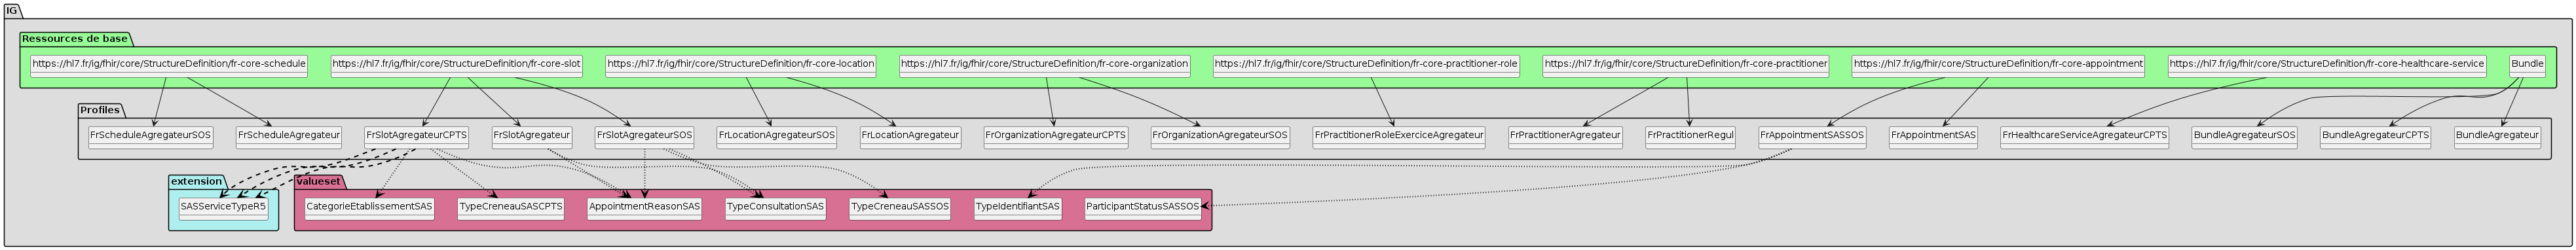 IG
Ressources de base
https://hl7.fr/ig/fhir/core/StructureDefinition/fr-core-schedule
https://hl7.fr/ig/fhir/core/StructureDefinition/fr-core-slot
https://hl7.fr/ig/fhir/core/StructureDefinition/fr-core-location
https://hl7.fr/ig/fhir/core/StructureDefinition/fr-core-organization
https://hl7.fr/ig/fhir/core/StructureDefinition/fr-core-practitioner-role
https://hl7.fr/ig/fhir/core/StructureDefinition/fr-core-practitioner
https://hl7.fr/ig/fhir/core/StructureDefinition/fr-core-appointment
https://hl7.fr/ig/fhir/core/StructureDefinition/fr-core-healthcare-service
Bundle
Profiles
FrScheduleAgregateurSOS
FrScheduleAgregateur
FrSlotAgregateurCPTS
FrSlotAgregateur
FrSlotAgregateurSOS
FrLocationAgregateurSOS
FrLocationAgregateur
FrOrganizationAgregateurCPTS
FrOrganizationAgregateurSOS
FrPractitionerRoleExerciceAgregateur
FrPractitionerAgregateur
FrPractitionerRegul
FrAppointmentSASSOS
FrAppointmentSAS
FrHealthcareServiceAgregateurCPTS
BundleAgregateurSOS
BundleAgregateurCPTS
BundleAgregateur
extension
SASServiceTypeR5
valueset
CategorieEtablissementSAS
TypeCreneauSASCPTS
AppointmentReasonSAS
TypeConsultationSAS
TypeCreneauSASSOS
TypeIdentifiantSAS
ParticipantStatusSASSOS